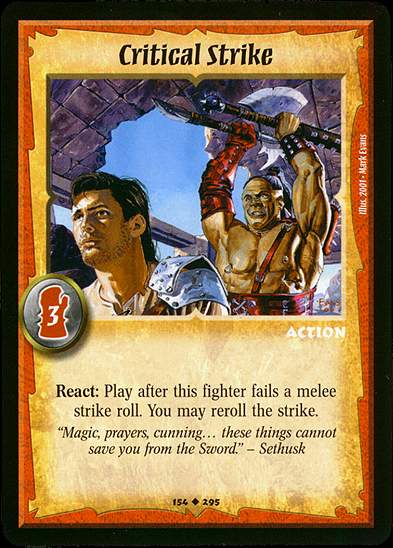 Critical Strike
Illus. 2001 • Mark Evans
3
ACTION
React: Play after this fighter fails a melee
strike roll. You may reroll the strike.
“Magic, prayers, cunning… these things cannot
save you from the Sword.” – Sethusk
154 ◆ 295